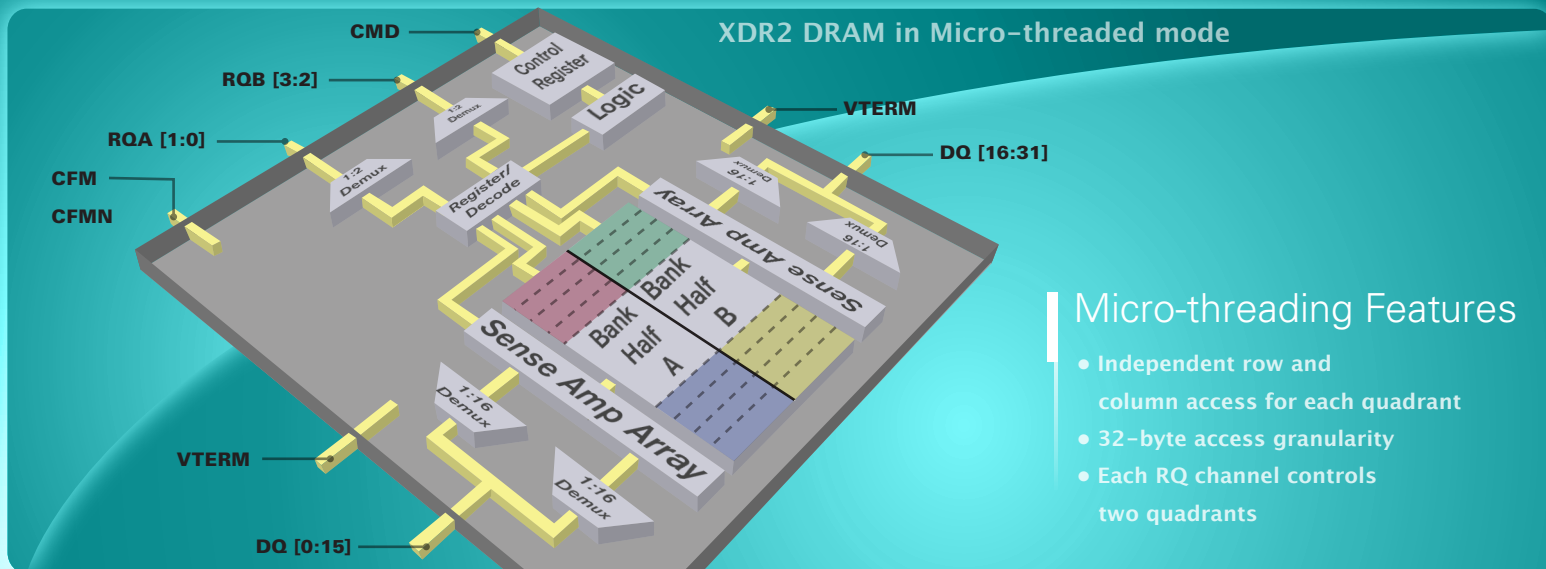 XDR2 DRAM in Micro-threaded mode
CMD
RQB [3:2]
RQA [1:0]
CFM
CFMN
Control
Register
Logic
1:2
Demux
1:2
Demux
Register/
Decode
VTERM
DQ [16:31]
1:16
Demux
1:16
Demux
Sense Amp Array
Bank
Half
B
Bank
Half
A
Sense Amp Array
1:16
Demux
1:16
Demux
VTERM
DQ [0:15]
Micro-threading Features
• Independent row and
column access for each quadrant
• 32-byte access granularity
• Each RQ channel controls
two quadrants